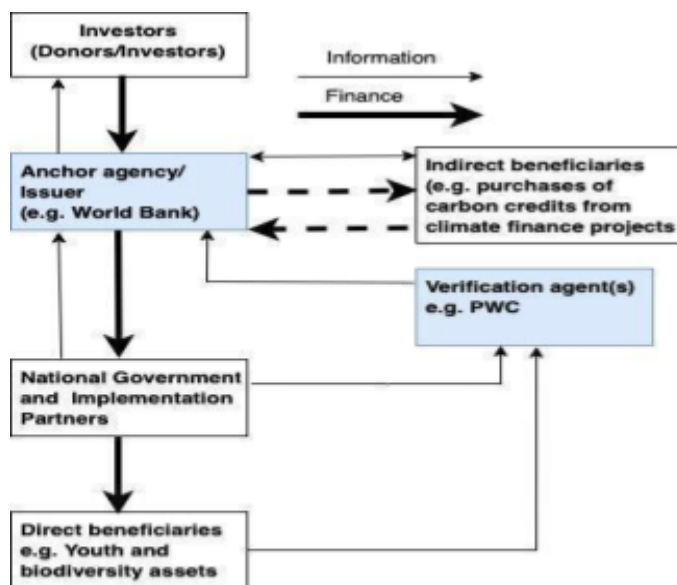 Investors
(Donors/Investors)
Information
Finance
Anchor agency/
Issuer
(e.g. World Bank)
Indirect beneficiaries
(e.g. purchases of
carbon credits from
climate finance projects
Verification agent(s)
e.g. PWC
National Government
and Implementation
Partners
Direct beneficiaries
e.g. Youth and
biodiversity assets